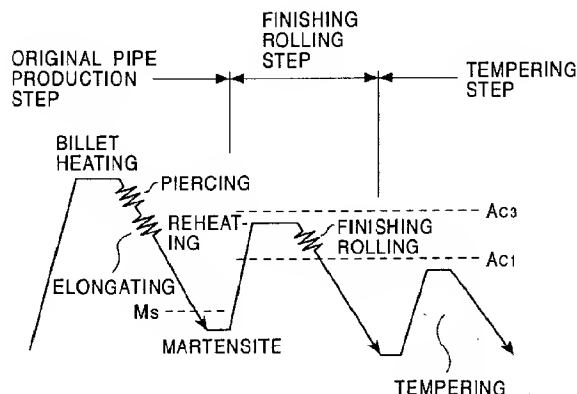 ORIGINAL PIPE
PRODUCTION
STEP
FINISHING
ROLLING
STEP
TEMPERING
STEP
BILLET
HEATING
PIERCING
ELONGATING
REHEAT
ING
FINISHING
ROLLING
Ac3
Ac1
Ms
MARTENSITE
TEMPERING